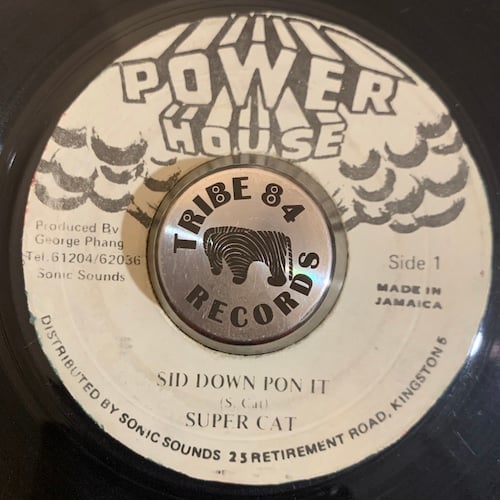 POWER
HOUSE
TRIBE 84
RECORDS
Produced By
George Phang
Tel. 61204/62036
Sonic Sounds
Side 1
MADE IN
JAMAICA
SID DOWN PON IT
(S. Cat)
SUPER CAT
DISTRIBUTED BY SONIC SOUNDS 25 RETIREMENT ROAD, KINGSTON 5